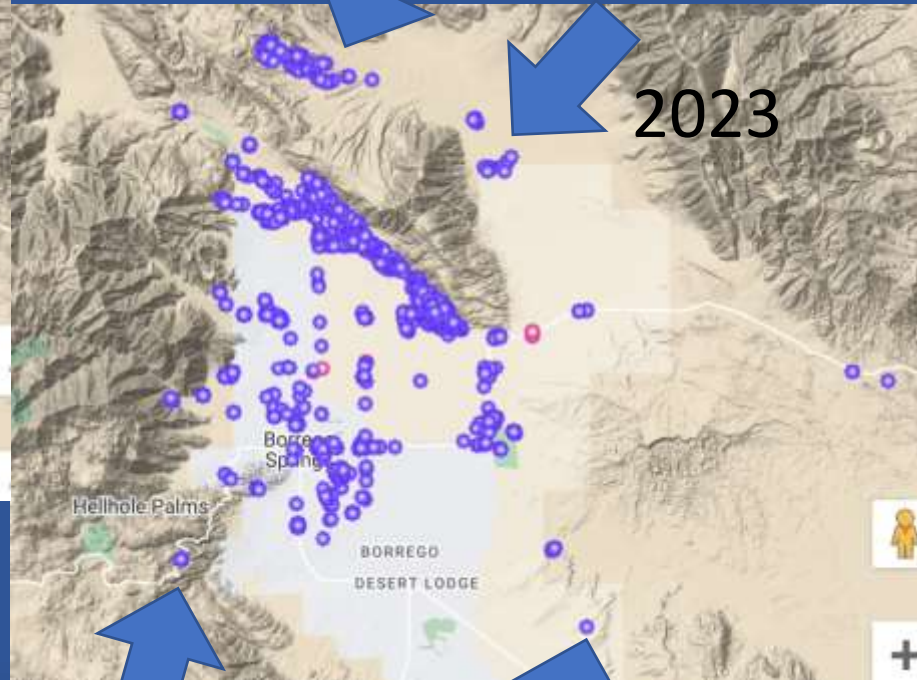 2023
Borrego
Springs
Hellhole Palms
BORREGO
DESERT LODGE
+